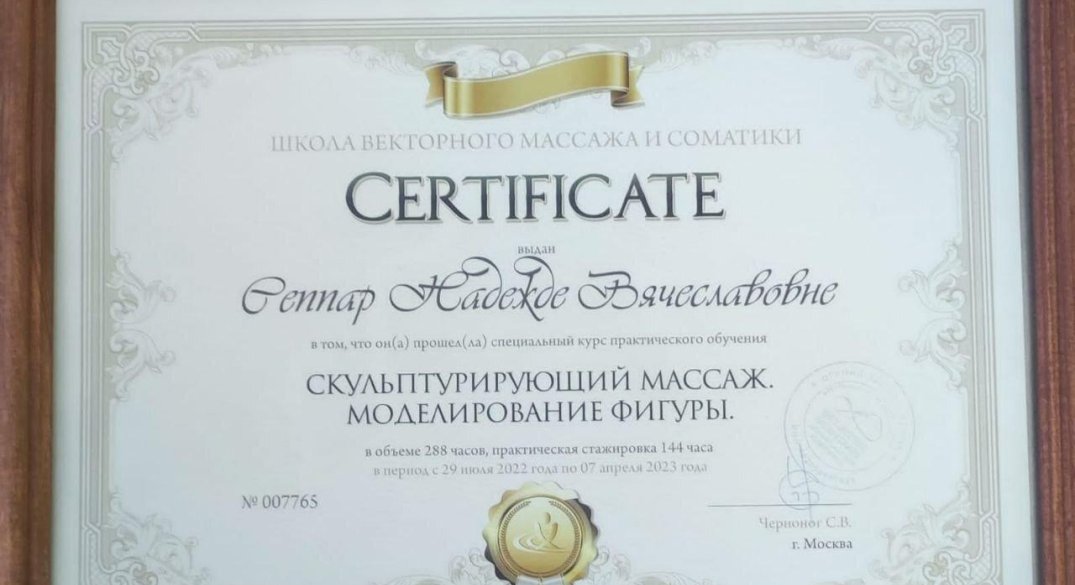 ШКОЛА ВЕКТОРНОГО МАССАЖА И СОМАТИКИ
CERTIFICATE
выдан
Сеппар Надежде Вячеславовне
в том, что он(а) прошел(ла) специальный курс практического обучения
СКУЛЬПТУРИРУЮЩИЙ МАССАЖ.
МОДЕЛИРОВАНИЕ ФИГУРЫ.
в объеме 288 часов, практическая стажировка 144 часа
в период с 29 июля 2022 года по 07 апреля 2023 года
№ 007765
Черноног С.В.
г. Москва